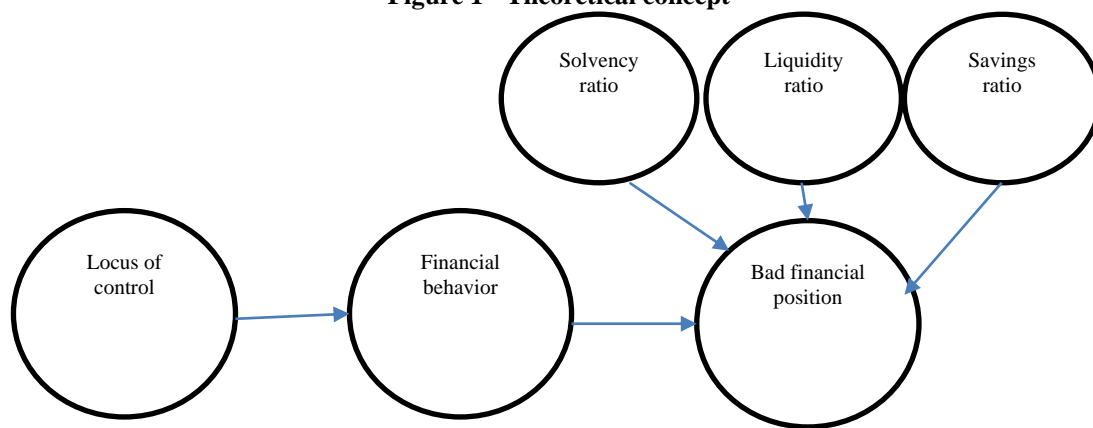 Figure 1 Theoretical concept
Solvency
ratio
Liquidity
ratio
Savings
ratio
Locus of
control
Financial
behavior
Bad financial
position